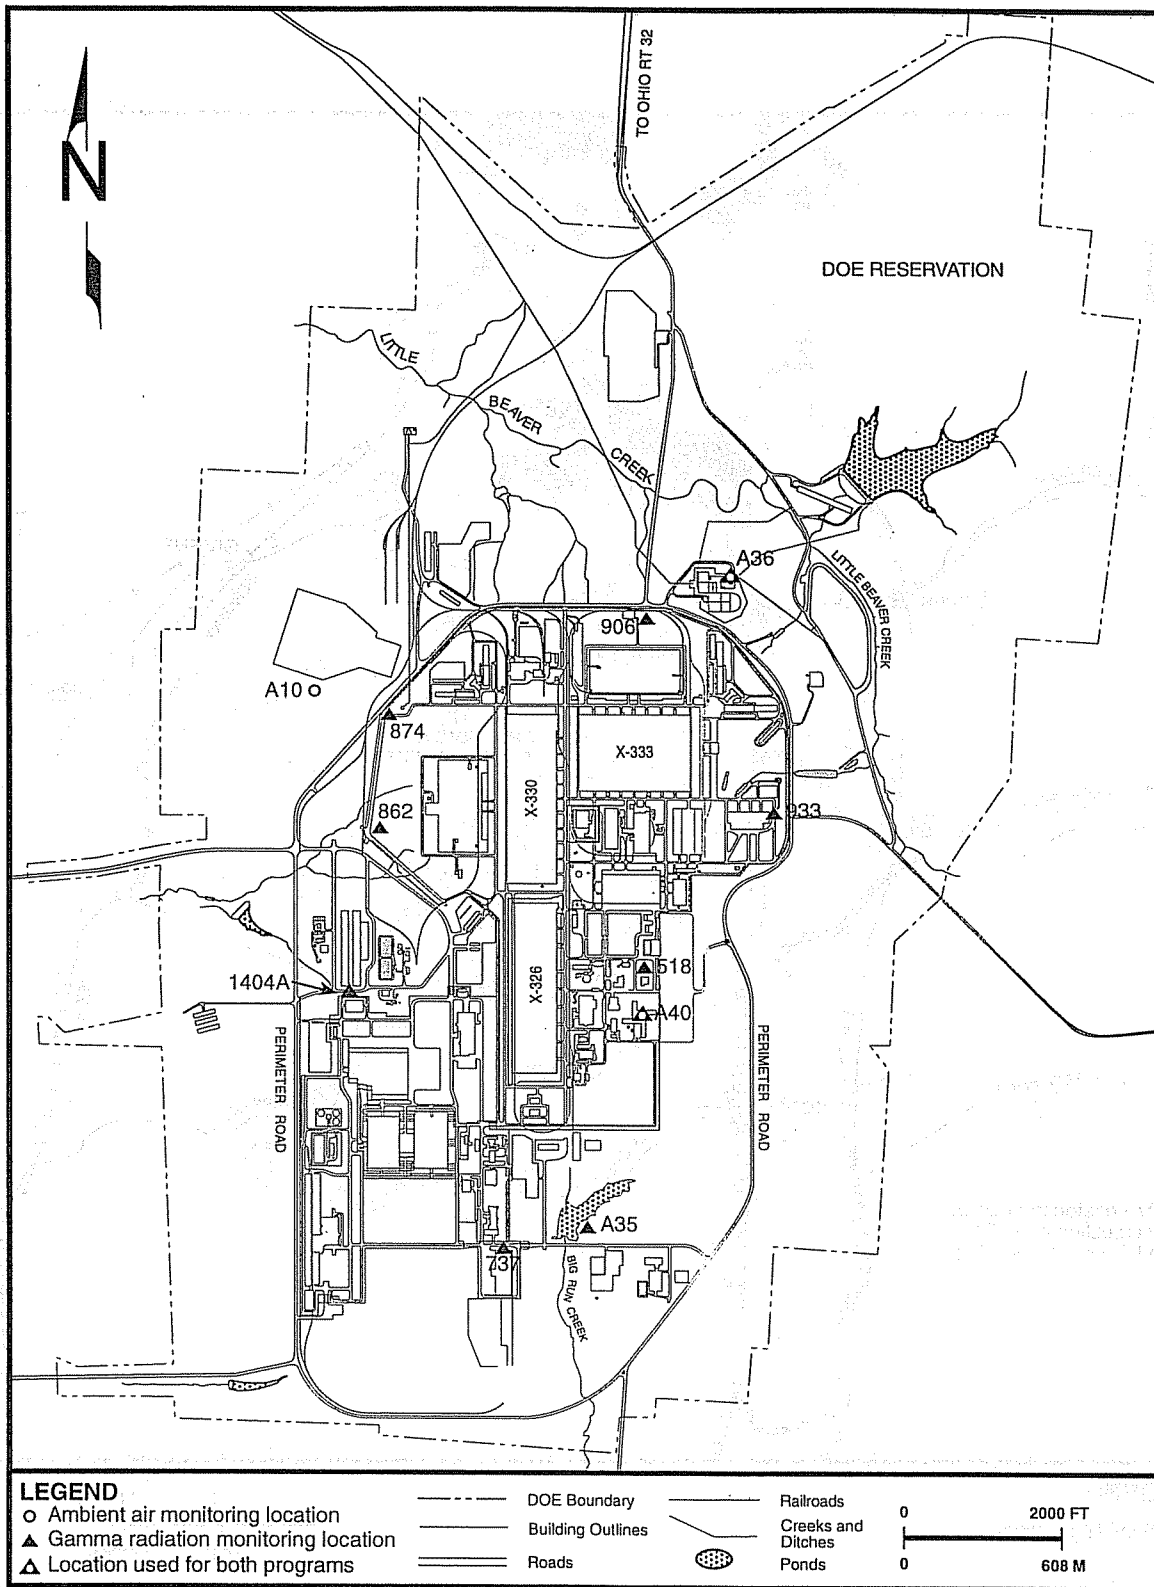 TO OHIO RT 32
N
DOE RESERVATION
LITTLE
BEAVER
CREEK
A36
LITTLE BEAVER CREEK
906
A10
874
X-333
X-330
862
933
518
X-326
1404A
A40
PERIMETER ROAD
PERIMETER ROAD
A35
737
BIG RUN CREEK
LEGEND
Ambient air monitoring location
Gamma radiation monitoring location
Location used for both programs
DOE Boundary
Building Outlines
Roads
Railroads
Creeks and
Ditches
Ponds
0 2000 FT
0 608 M